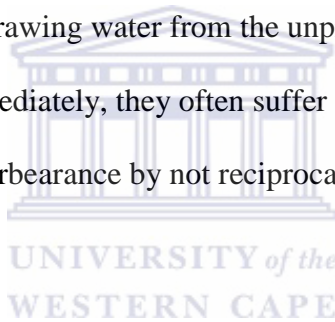 rawing water from the unp
ediately, they often suffer
rbearance by not reciproca
UNIVERSITY of the
WESTERN CAPE